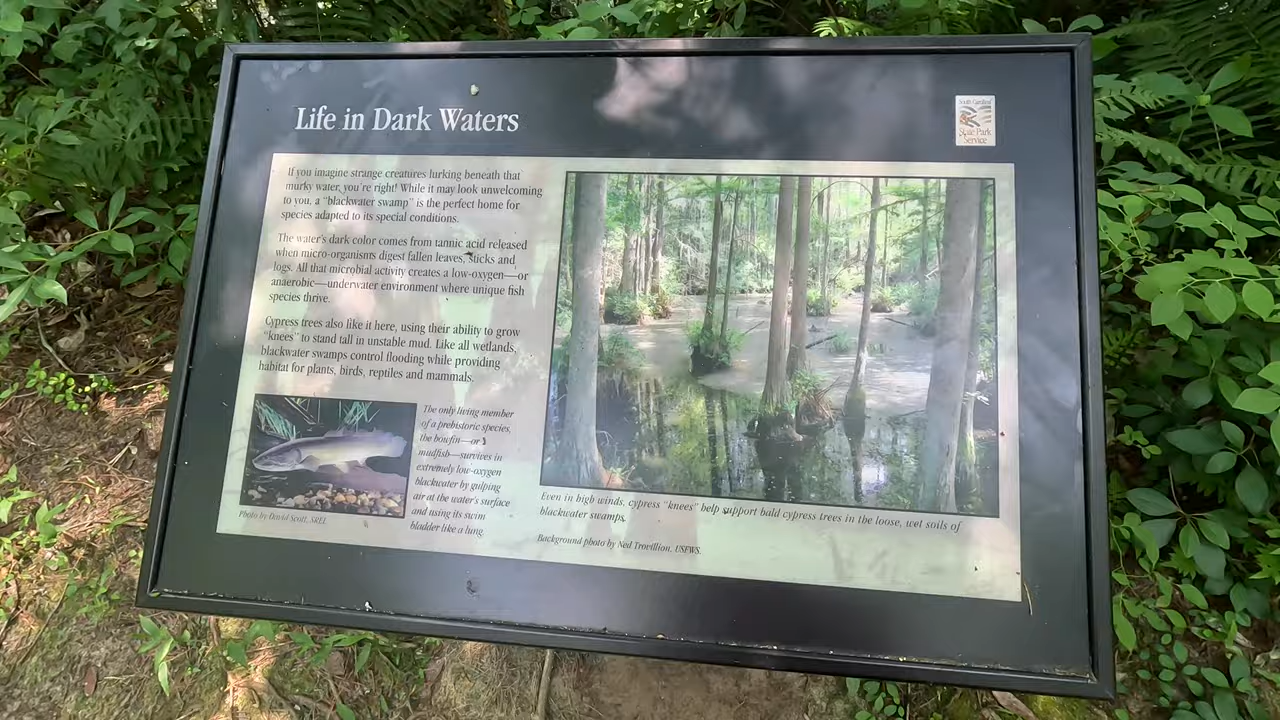 Life in Dark Waters
South Carolina
State Park
Service
If you imagine strange creatures lurking beneath that
murky water, you're right! While it may look unwelcoming
to you, a “blackwater swamp” is the perfect home for
species adapted to its special conditions.
The water's dark color comes from tannic acid released
when micro-organisms digest fallen leaves, sticks and
logs. All that microbial activity creates a low-oxygen—or
anaerobic—underwater environment where unique fish
species thrive.
Cypress trees also like it here, using their ability to grow
“knees” to stand tall in unstable mud. Like all wetlands,
blackwater swamps control flooding while providing
habitat for plants, birds, reptiles and mammals.
The only living member
of a prehistoric species,
the bowfin—or
mudfish—survives in
extremely low-oxygen
blackwater by gulping
air at the water's surface
and using its swim
bladder like a lung.
Photo by David Scott, SREL
Even in high winds, cypress “knees” help support bald cypress trees in the loose, wet soils of
blackwater swamps.
Background photo by Ned Trovillion, USFWS.